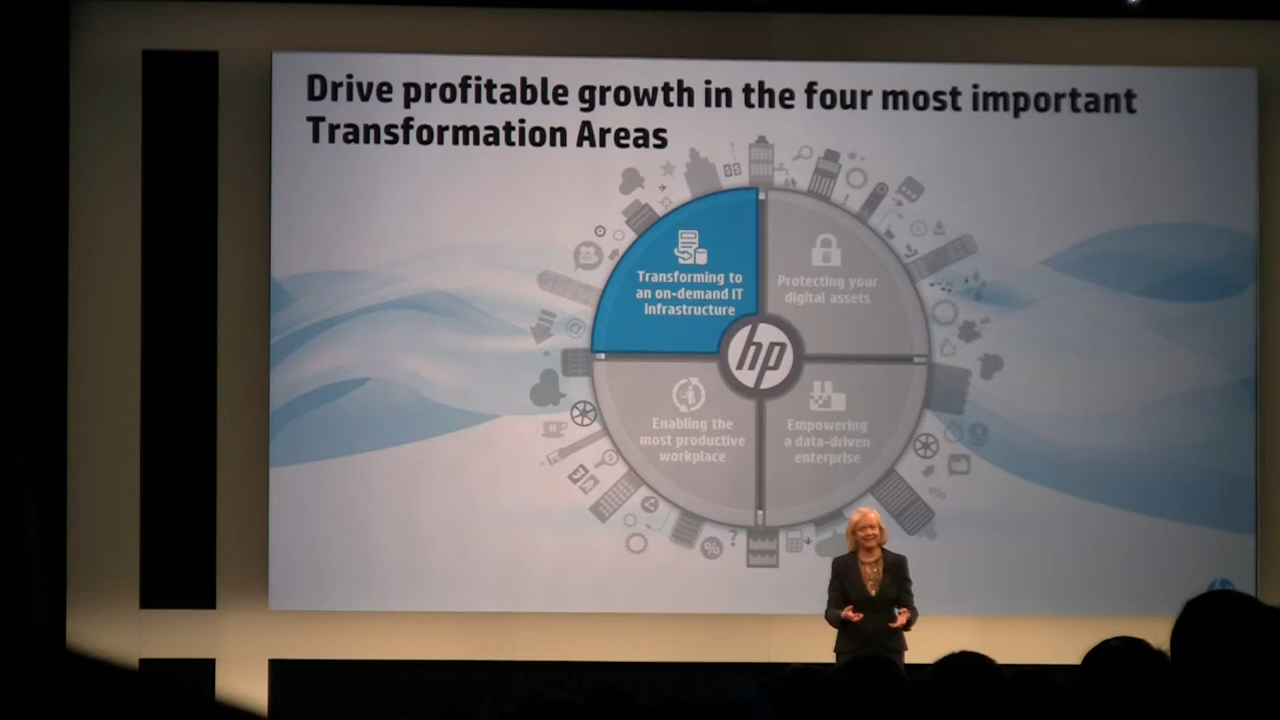 Drive profitable growth in the four most important
Transformation Areas
Transforming to
an on-demand IT
infrastructure
Protecting your
digital assets
hp
Enabling the
most productive
workplace
Empowering
a data-driven
enterprise
$$
%
?
%